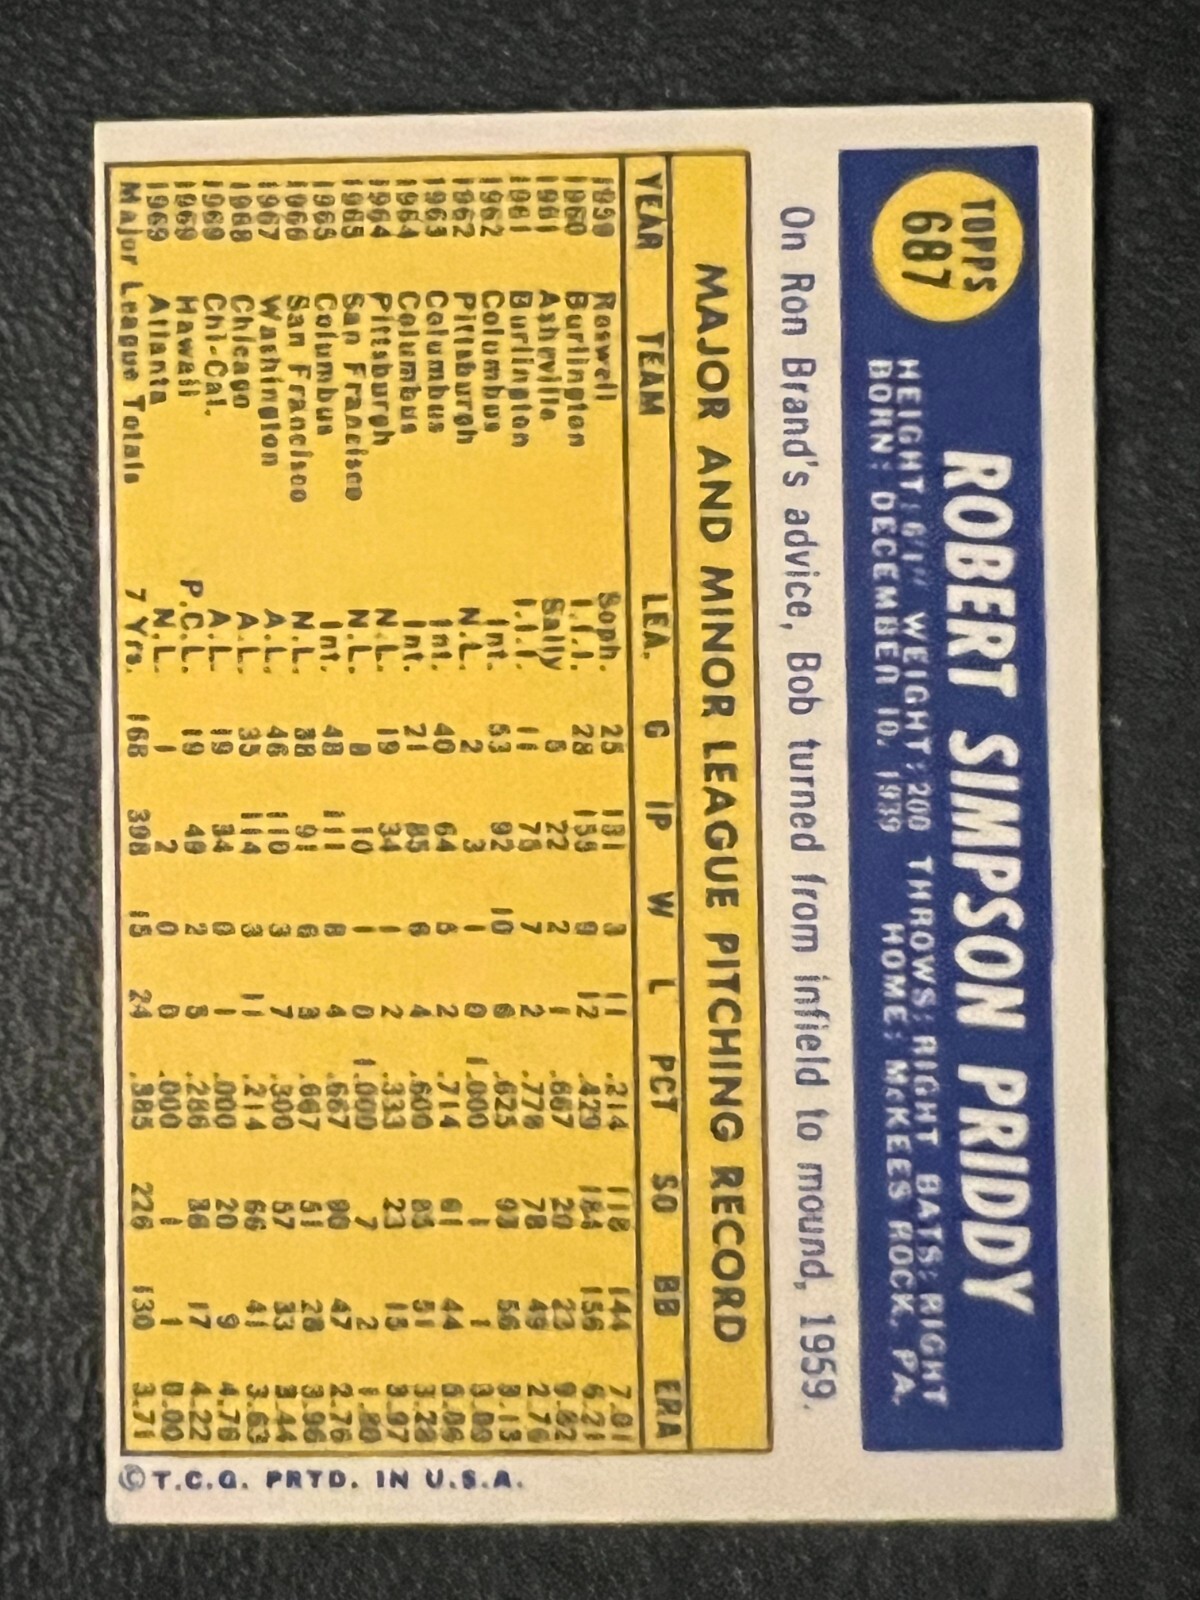 TOPPS
687
ROBERT SIMPSON PRIDDY
HEIGHT: 6'1" WEIGHT: 200 THROWS: RIGHT BATS: RIGHT
BORN: DECEMBER 10, 1939 HOME: McKEES ROCK, PA.
On Ron Brand's advice, Bob turned from infield to mound, 1959.
MAJOR AND MINOR LEAGUE PITCHING RECORD
YEAR TEAM LEA. G IP W L PCT SO BB ERA
1959 Roswell Soph. 25 131 3 11 .214 118 144 7.01
1960 Burlington I.I.I. 28 155 9 12 .429 184 156 6.21
1961 Asheville Sally 5 22 2 1 .667 20 23 9.82
1961 Burlington I.I.I. 11 75 7 2 .778 78 49 2.76
1962 Columbus Int. 53 92 10 6 .625 93 56 3.13
1962 Pittsburgh N.L. 2 3 1 0 1.000 1 1 3.00
1963 Columbus Int. 40 64 5 2 .714 61 44
1964 Columbus Int. 21 85 6 4 .600 85 51 3.28
1964 Pittsburgh N.L. 19 34 1 2 .333 23 15 3.97
1965 San Francisco N.L. 8 10 1 0 1.000 7 2 1.80
1965 Columbus Int. 48 111 8 4 .667 90 47 2.76
1966 San Francisco N.L. 38 91 6 3 .667 51 28 3.96
1967 Washington A.L. 46 110 3 7 .300 57 33 3.44
1968 Chicago A.L. 35 114 3 11 .214 66 41 3.63
1969 Chi-Cal. A.L. 19 34 0 1 .000 20 9 4.76
1969 Hawaii P.C.L. 19 49 2 5 .286 36 17 4.22
1969 Atlanta N.L. 1 2 0 0 .000 1 1 0.00
Major League Totals 7 Yrs. 168 398 15 24 .385 226 130 3.71
© T.C.G. PRTD. IN U.S.A.